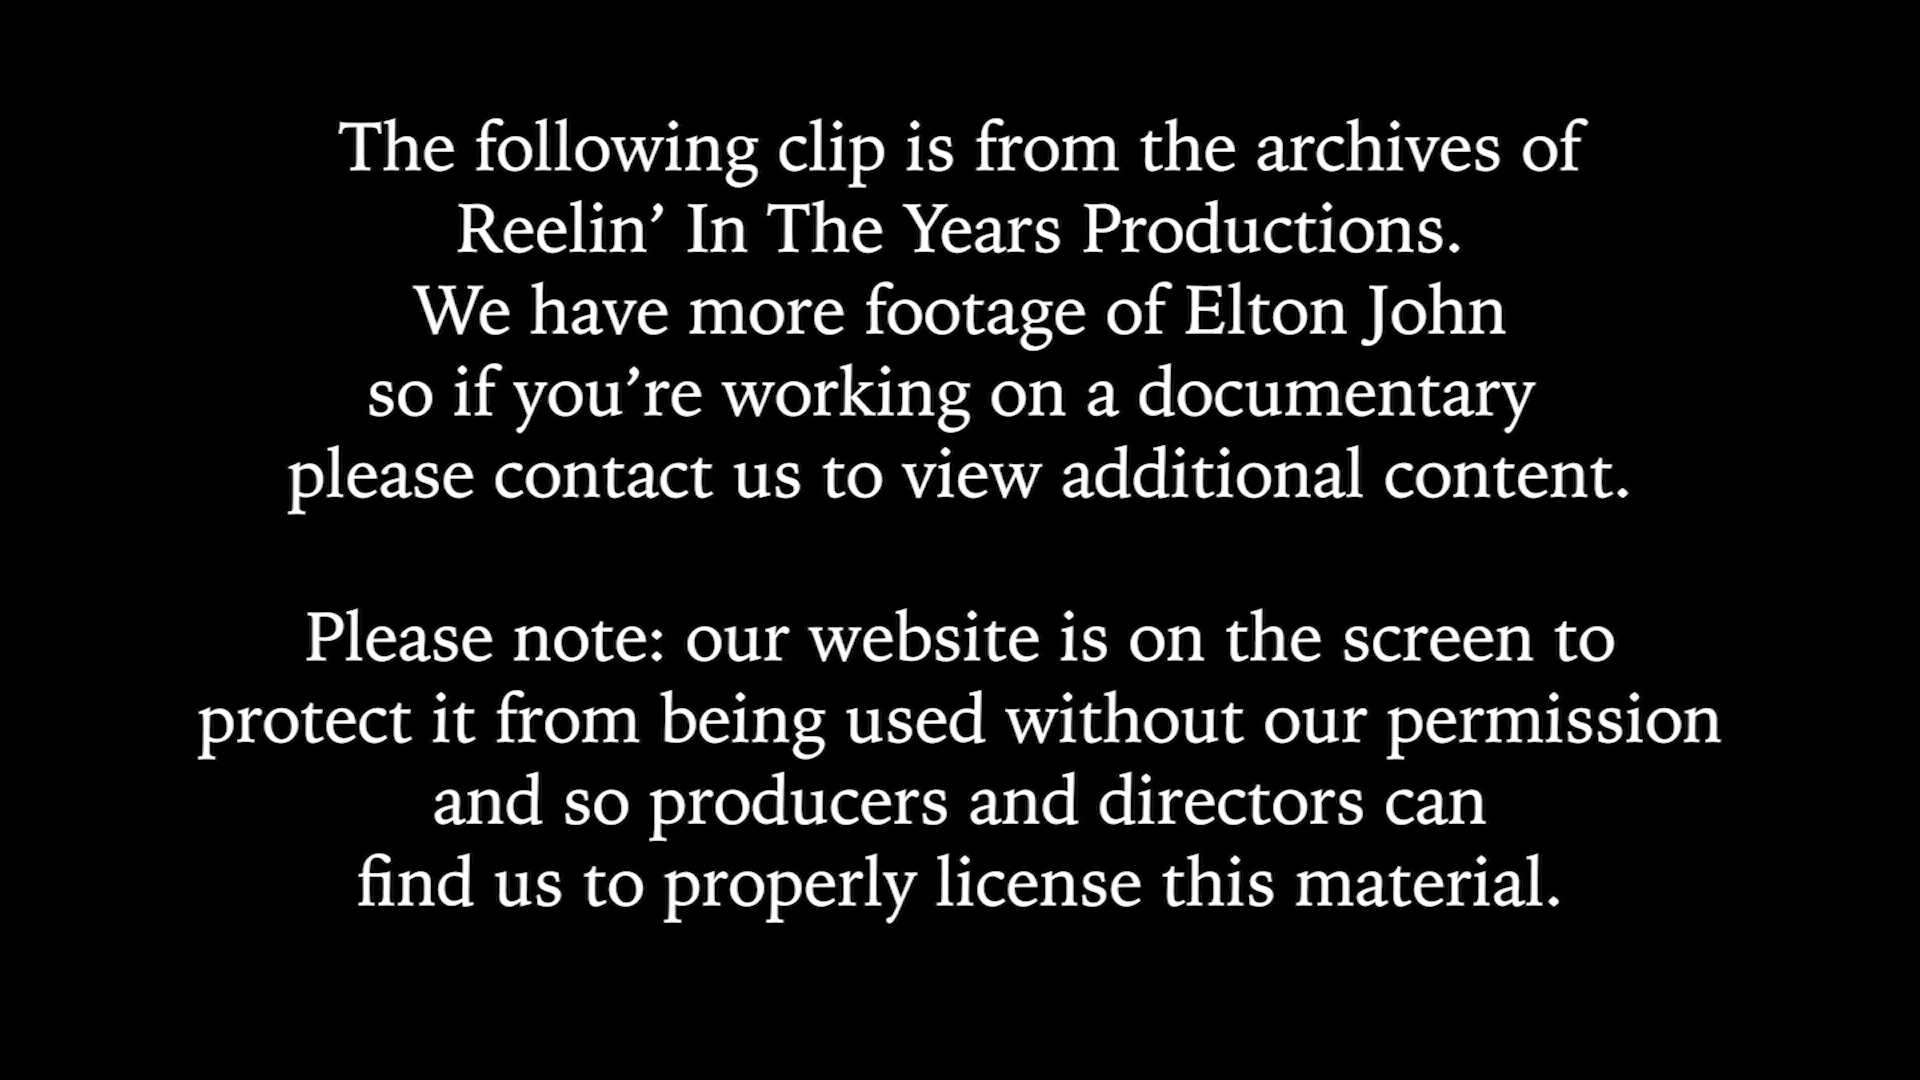 The following clip is from the archives of
Reelin’ In The Years Productions.
We have more footage of Elton John
so if you’re working on a documentary
please contact us to view additional content.
Please note: our website is on the screen to
protect it from being used without our permission
and so producers and directors can
find us to properly license this material.